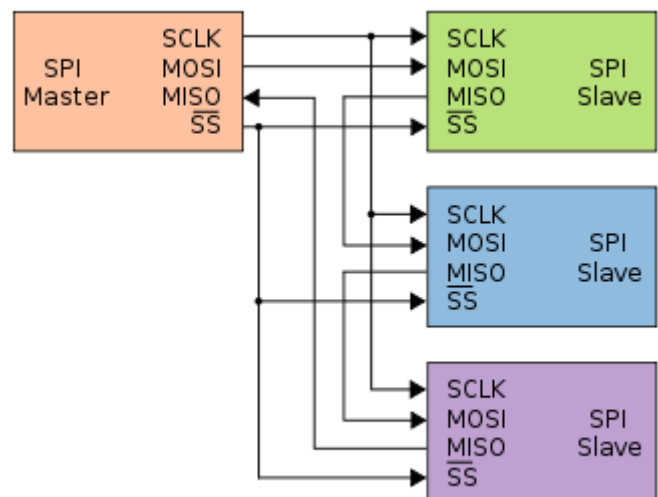 SCLK
SPI MOSI
Master MISO
SS
SCLK
MOSI SPI
MISO Slave
SS
SCLK
MOSI SPI
MISO Slave
SS
SCLK
MOSI SPI
MISO Slave
SS